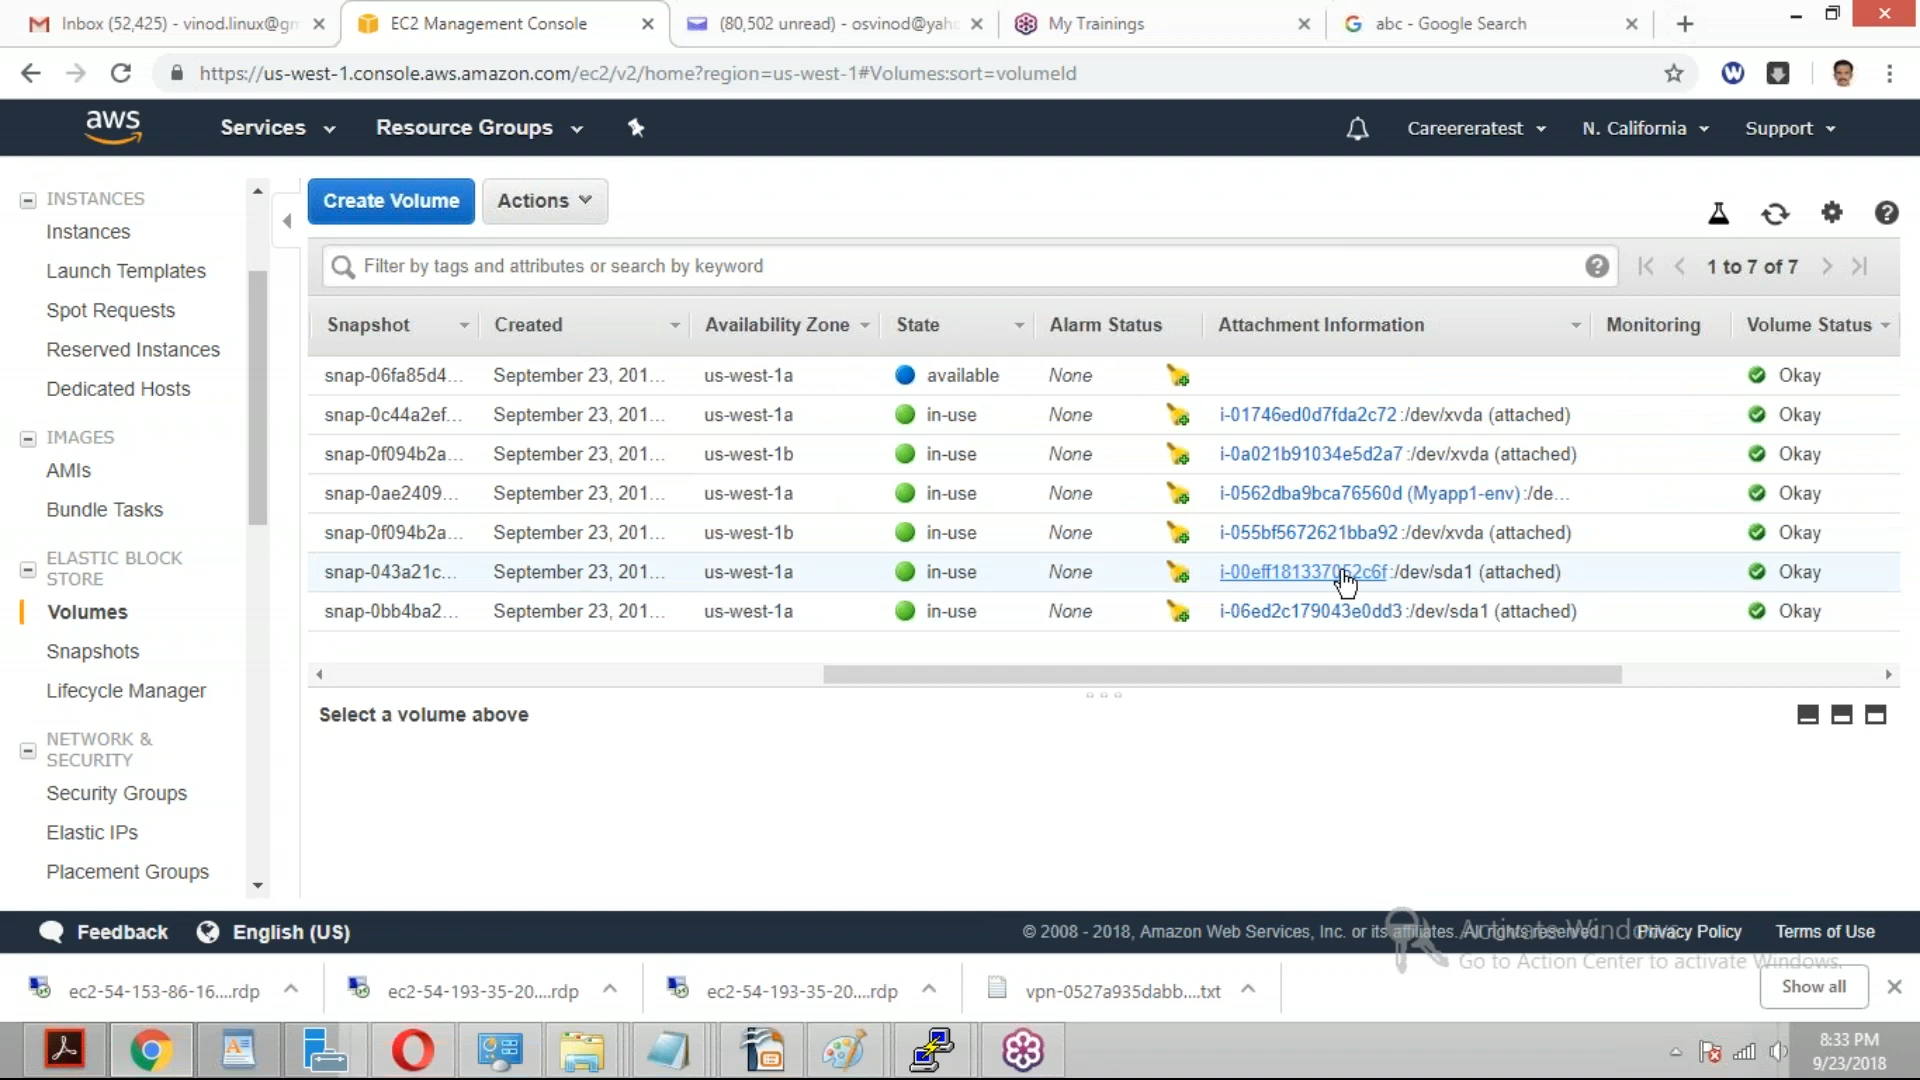 Inbox (52,425) - vinod.linux@gm
EC2 Management Console
(80,502 unread) - osvinod@yaho
My Trainings
abc - Google Search
https://us-west-1.console.aws.amazon.com/ec2/v2/home?region=us-west-1#Volumes:sort=volumeId
aws
Services
Resource Groups
Careereratest
N. California
Support
INSTANCES
Instances
Launch Templates
Spot Requests
Reserved Instances
Dedicated Hosts
IMAGES
AMIs
Bundle Tasks
ELASTIC BLOCK
STORE
Volumes
Snapshots
Lifecycle Manager
NETWORK &
SECURITY
Security Groups
Elastic IPs
Placement Groups
Create Volume
Actions
Filter by tags and attributes or search by keyword
1 to 7 of 7
Snapshot Created Availability Zone State Alarm Status Attachment Information Monitoring Volume Status
snap-06fa85d4... September 23, 201... us-west-1a available None Okay
snap-0c44a2ef... September 23, 201... us-west-1a in-use None i-01746ed0d7fda2c72:/dev/xvda (attached) Okay
snap-0f094b2a... September 23, 201... us-west-1b in-use None i-0a021b91034e5d2a7:/dev/xvda (attached) Okay
snap-0ae2409... September 23, 201... us-west-1a in-use None i-0562dba9bca76560d (Myapp1-env):/de... Okay
snap-0f094b2a... September 23, 201... us-west-1b in-use None i-055bf5672621bba92:/dev/xvda (attached) Okay
snap-043a21c... September 23, 201... us-west-1a in-use None i-00eff181337052c6f:/dev/sda1 (attached) Okay
snap-0bb4ba2... September 23, 201... us-west-1a in-use None i-06ed2c179043e0dd3:/dev/sda1 (attached) Okay
Select a volume above
Feedback
English (US)
© 2008 - 2018, Amazon Web Services, Inc. or its affiliates. All rights reserved.
Privacy Policy
Terms of Use
Activate Windows
Go to Action Center to activate Windows.
ec2-54-153-86-16....rdp
ec2-54-193-35-20....rdp
ec2-54-193-35-20....rdp
vpn-0527a935dabb....txt
Show all
8:33 PM
9/23/2018